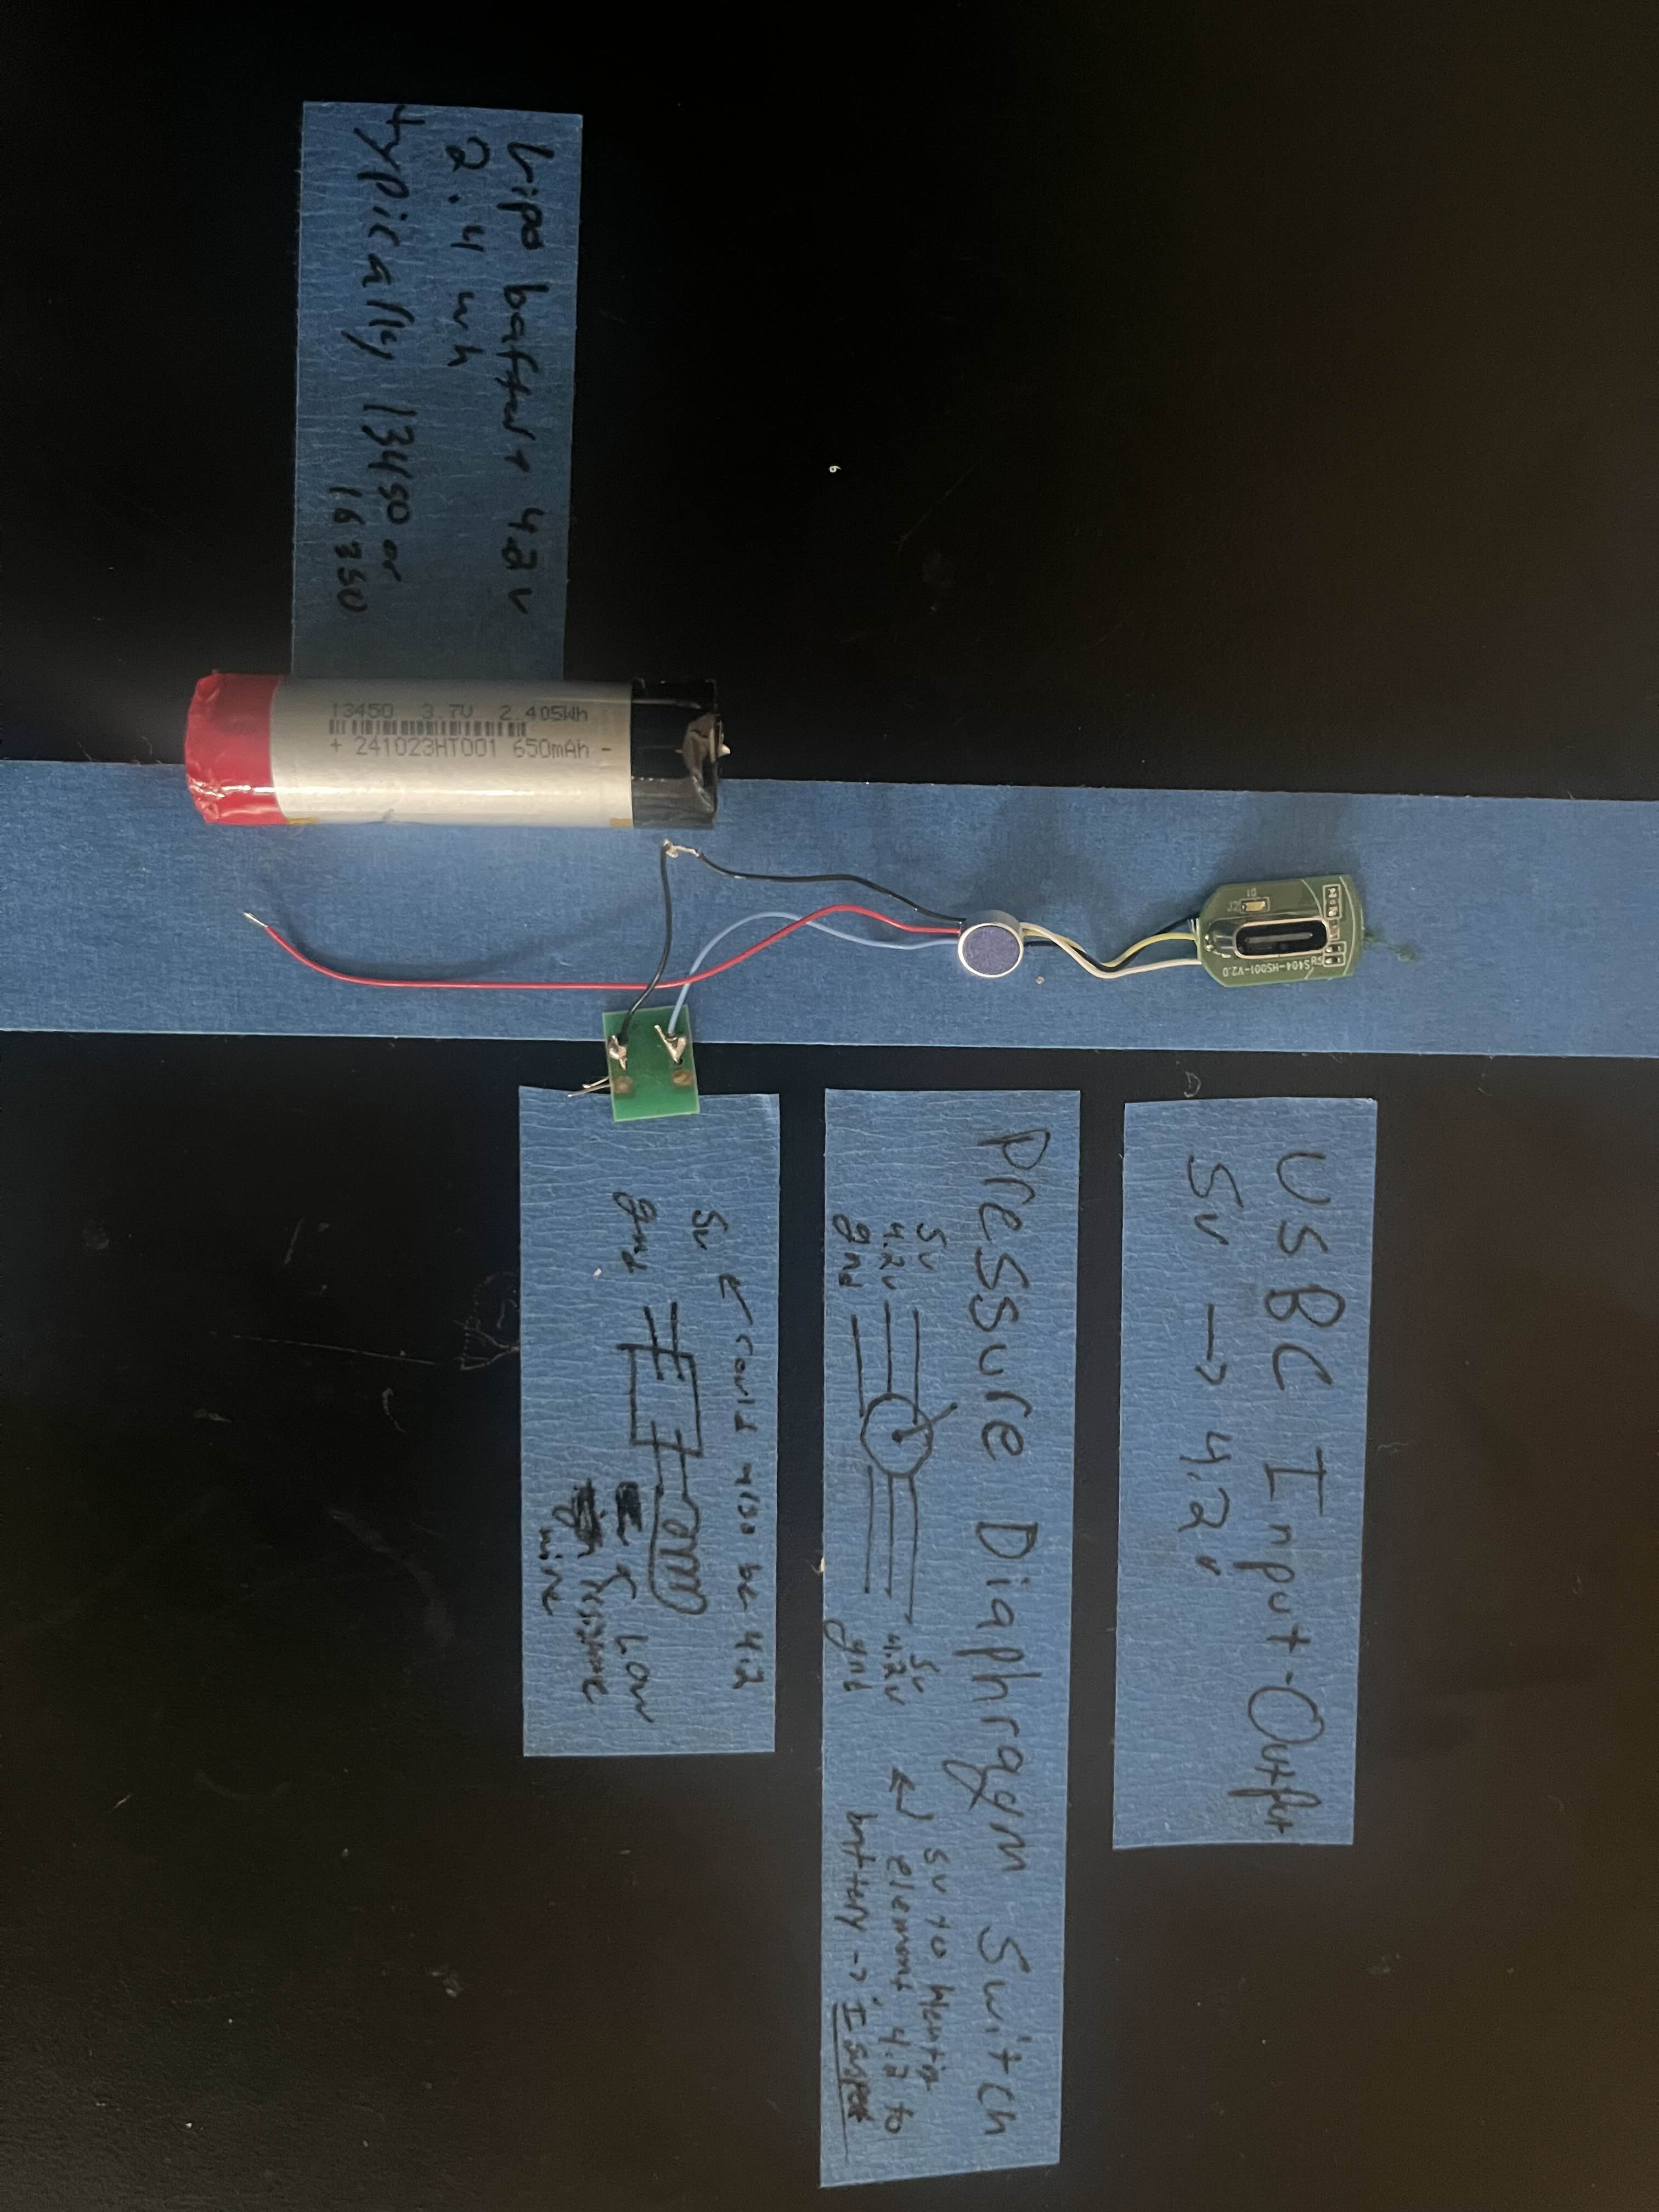 Lipo battery 4.2v
2.4 wh
typically 13450 or
16350
13450 3.7V 2.405Wh
+ 241023HT001 650mAh -
D1
J2
R5
S404-HS001-V2.0
USBC Input-Output
5v → 4.2v
Pressure Diaphragm Switch
5v
4.2v
gnd
5v
4.2v
gnd
← 5v to Heating
element, 4.2 to
battery → I suspect
← could also be 4.2
5v
gnd
← Low
resistance
wire